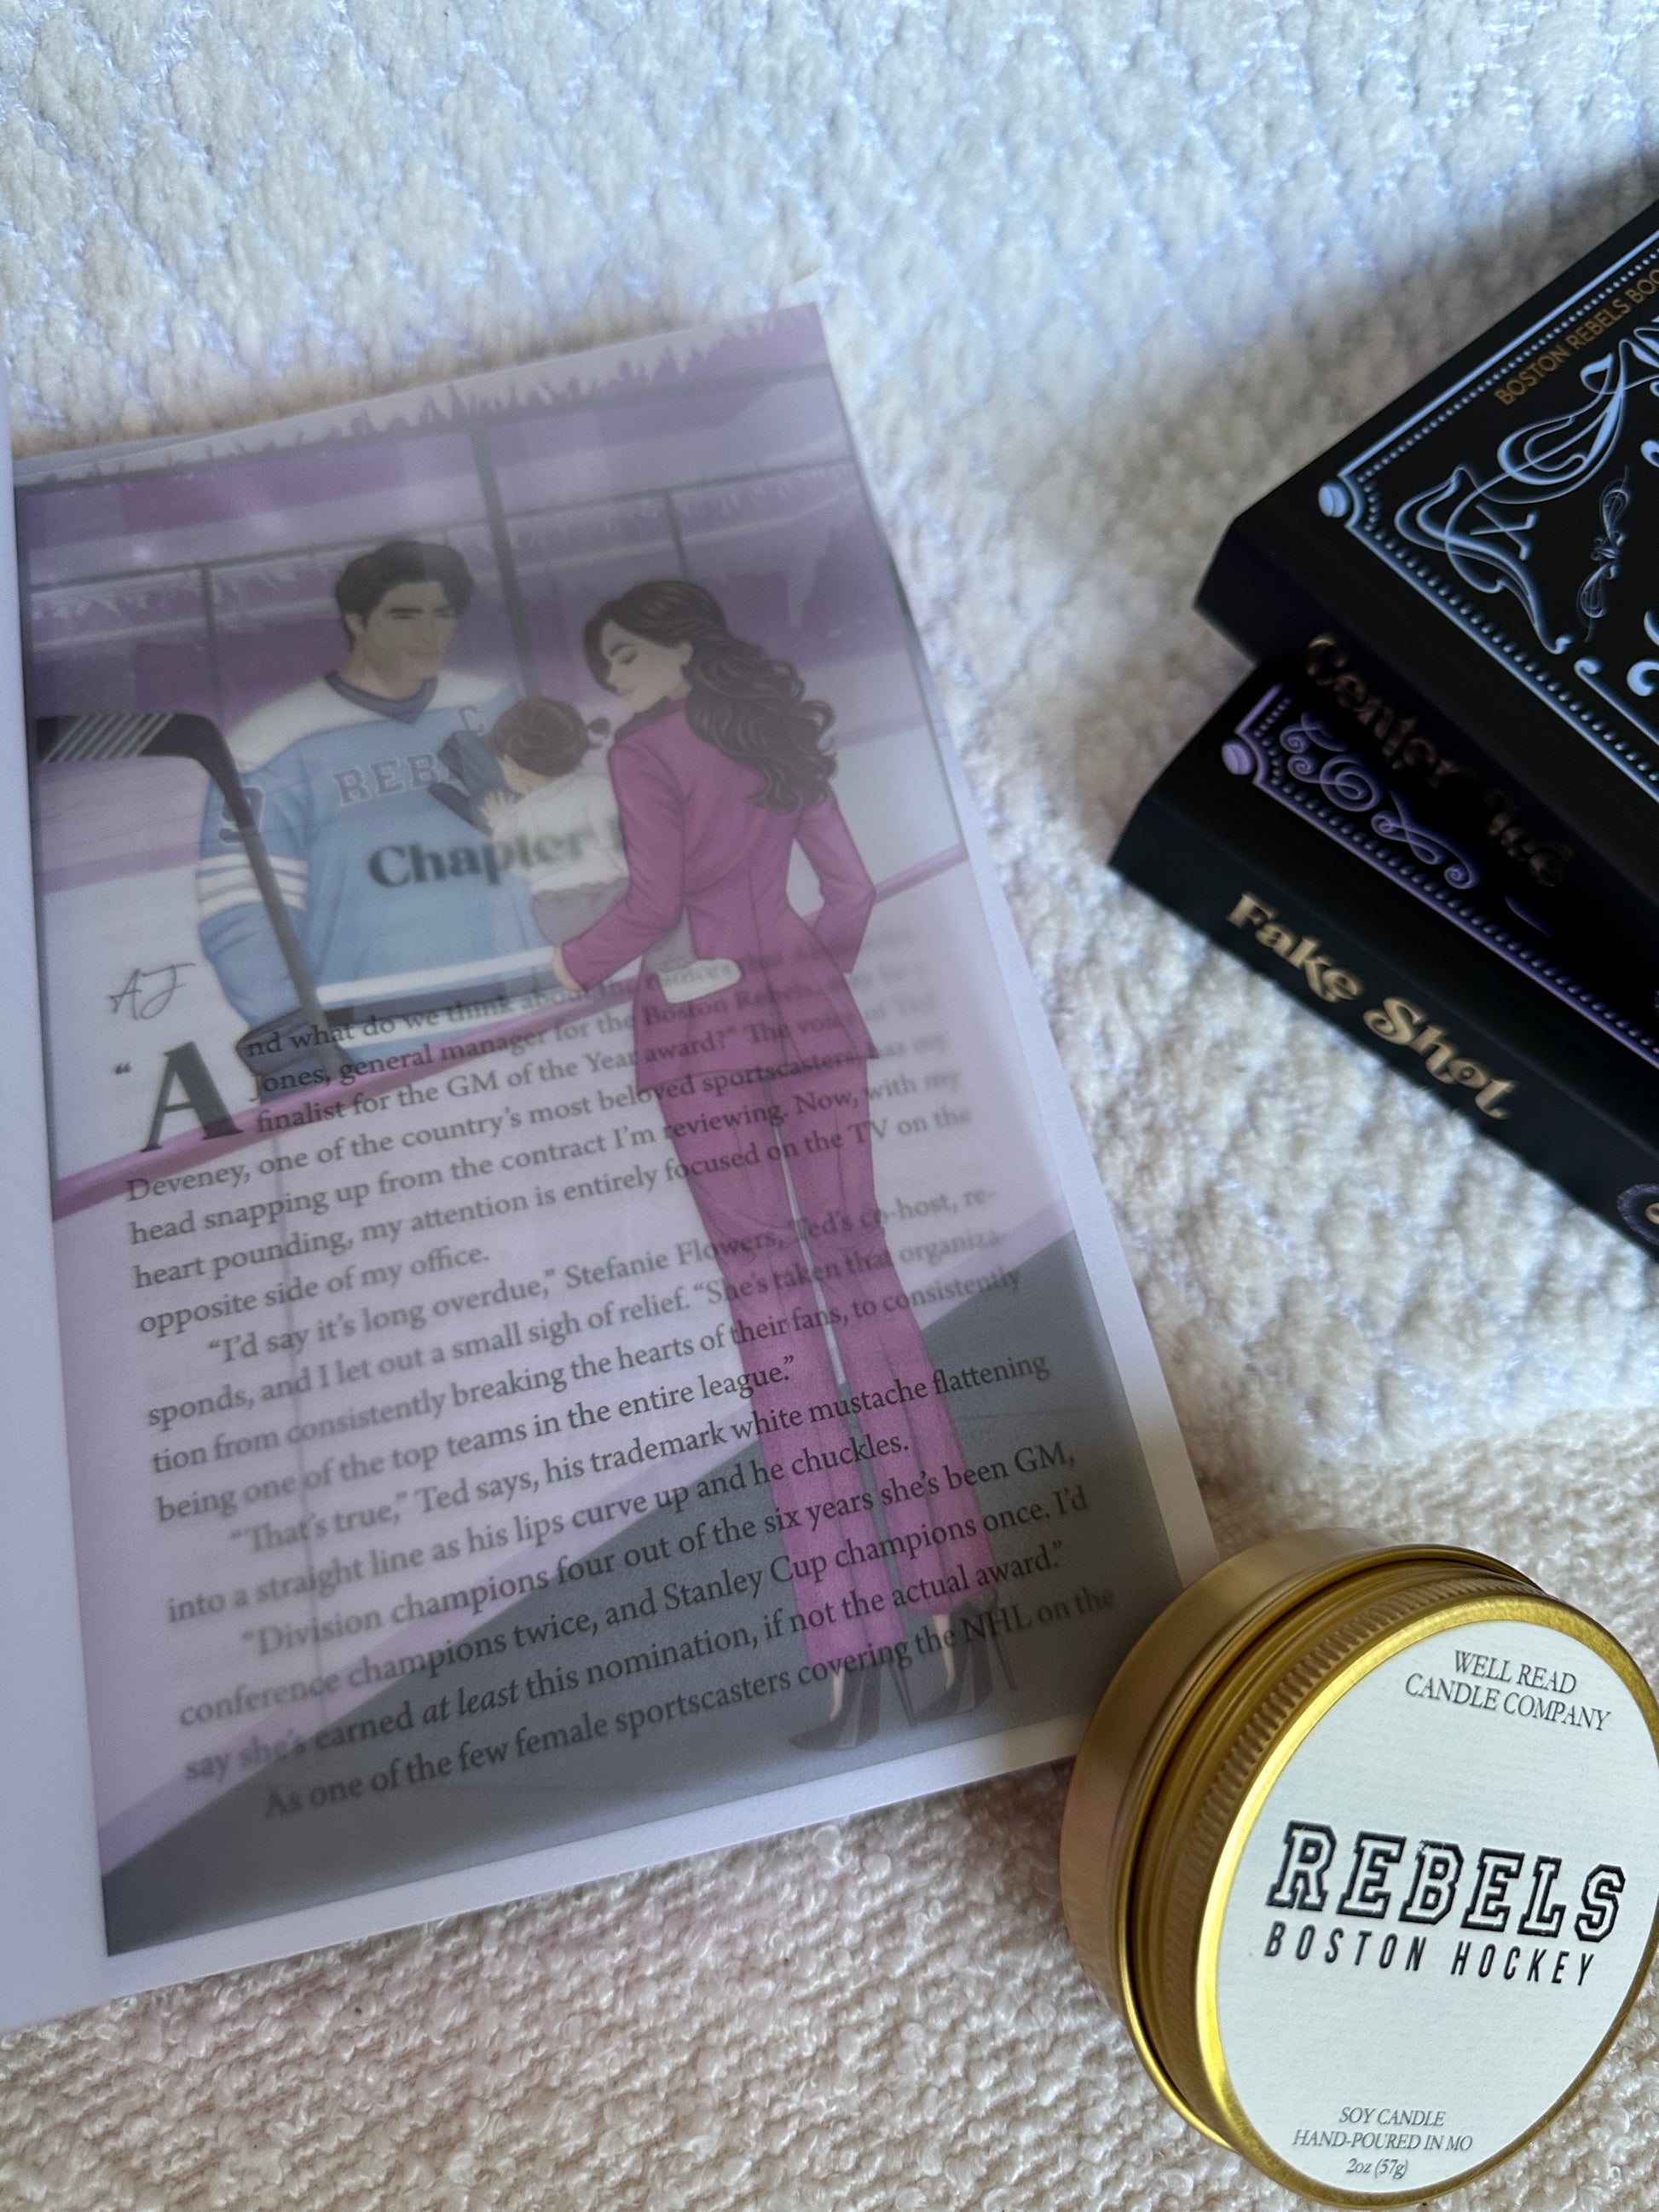 REB
C
9
Chapter
AJ
“And what do we think about the
Jones, general manager for the Boston Rebels,
finalist for the GM of the Year award?” The voice of Ted
Deveney, one of the country’s most beloved sportscasters, has my
head snapping up from the contract I’m reviewing. Now, with my
heart pounding, my attention is entirely focused on the TV on the
opposite side of my office.
“I’d say it’s long overdue,” Stefanie Flowers, Ted’s co-host, re-
sponds, and I let out a small sigh of relief. “She’s taken that organiza-
tion from consistently breaking the hearts of their fans, to consistently
being one of the top teams in the entire league.”
“That’s true,” Ted says, his trademark white mustache flattening
into a straight line as his lips curve up and he chuckles.
“Division champions four out of the six years she’s been GM,
conference champions twice, and Stanley Cup champions once. I’d
say she’s earned at least this nomination, if not the actual award.”
As one of the few female sportscasters covering the NHL on the
BOSTON REBELS
Center Ice
Fake Shot
WELL READ
CANDLE COMPANY
REBELS
BOSTON HOCKEY
SOY CANDLE
HAND-POURED IN MO
2oz (57g)